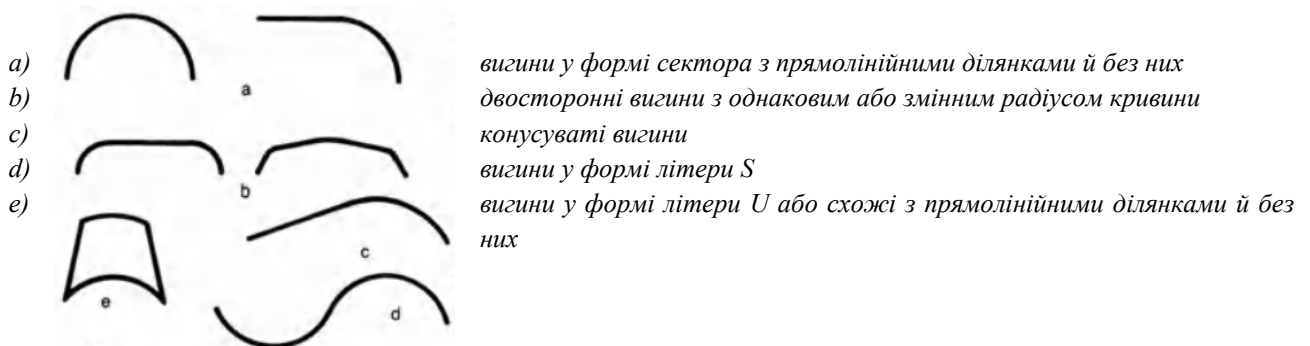 a) вигини у формі сектора з прямолінійними ділянками й без них
b) двосторонні вигини з однаковим або змінним радіусом кривини
c) конусуваті вигини
d) вигини у формі літери S
e) вигини у формі літери U або схожі з прямолінійними ділянками й без
них
a
b
c
e
d